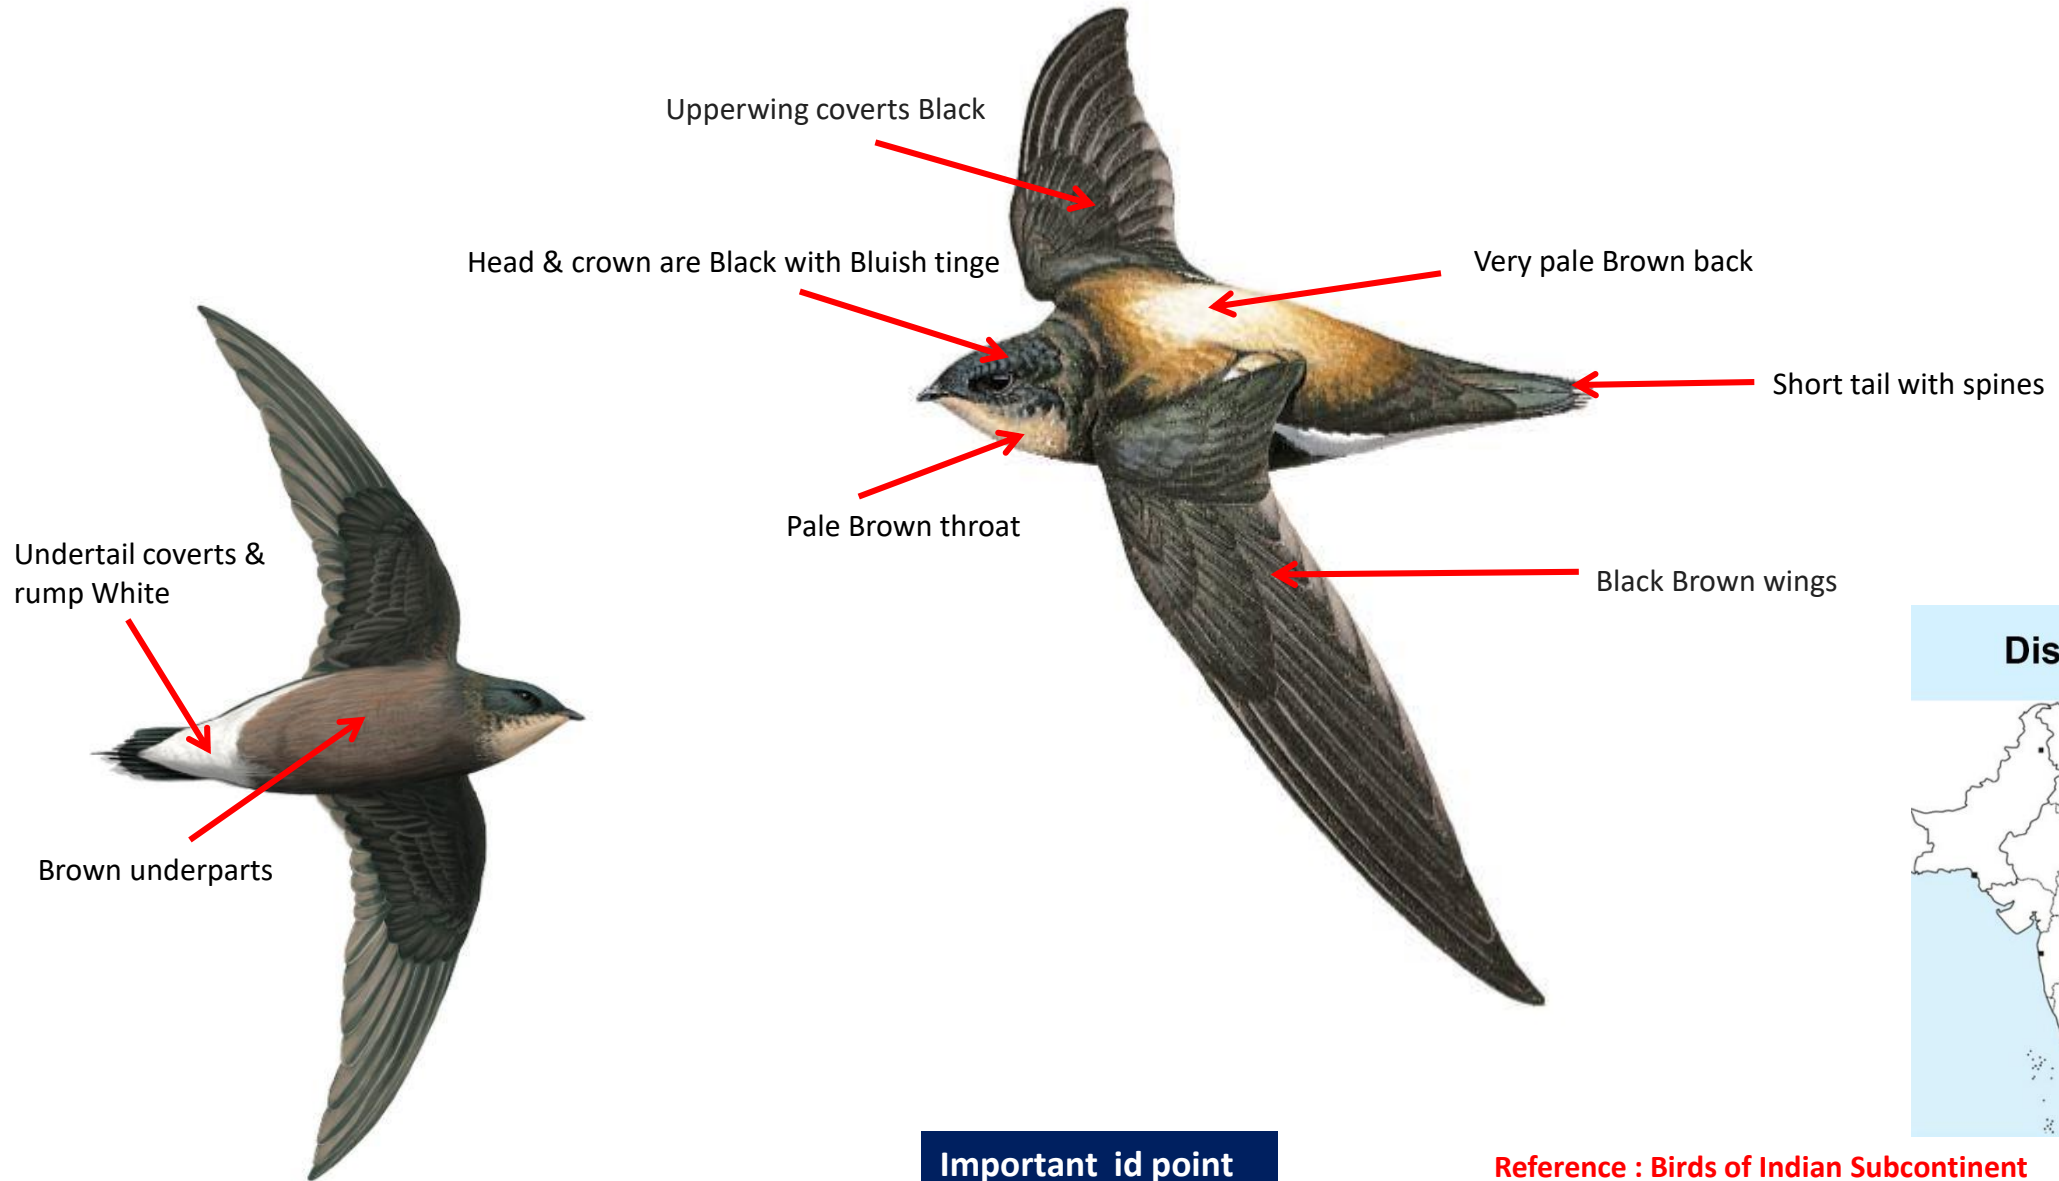 Upperwing coverts Black
Head & crown are Black with Bluish tinge
Very pale Brown back
Short tail with spines
Pale Brown throat
Undertail coverts &
rump White
Black Brown wings
Brown underparts
Dis
Important id point
Reference : Birds of Indian Subcontinent